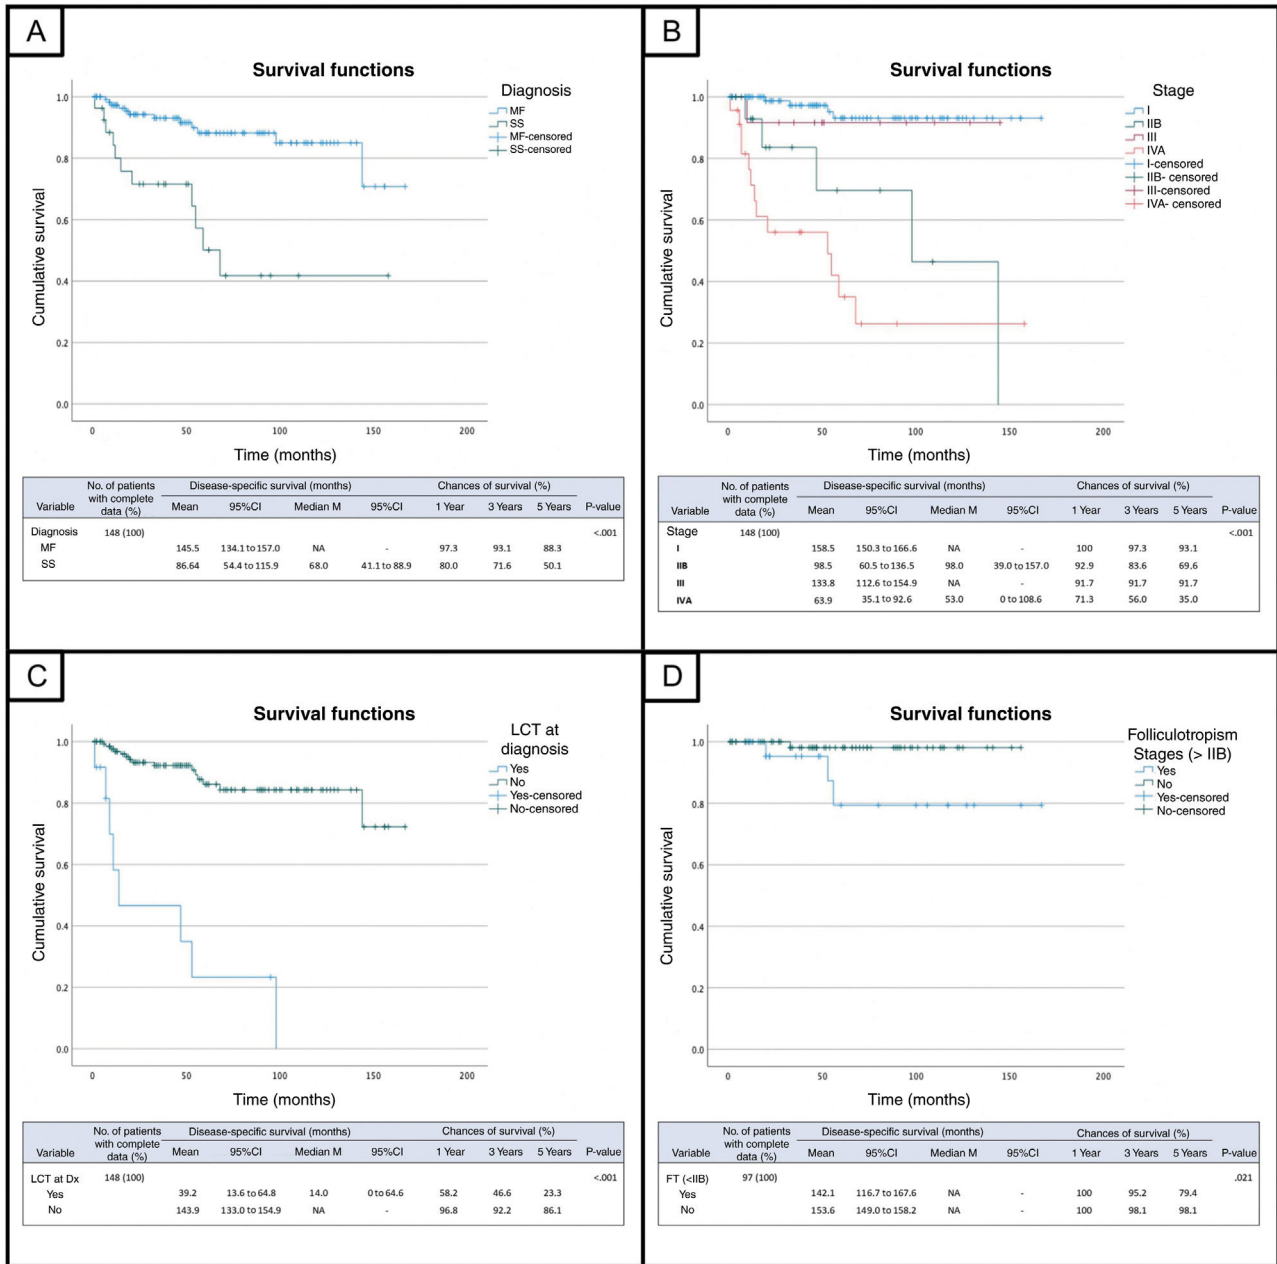 A
Survival functions
Diagnosis
MF
SS
MF-censored
SS-censored
Cumulative survival
1.0
0.8
0.6
0.4
0.2
0.0
0 50 100 150 200
Time (months)
No. of patients with complete data (%) Disease-specific survival (months) Chances of survival (%)
Variable Mean 95%CI Median M 95%CI 1 Year 3 Years 5 Years P-value
Diagnosis 148 (100) <.001
MF 145.5 134.1 to 157.0 NA - 97.3 93.1 88.3
SS 86.64 54.4 to 115.9 68.0 41.1 to 88.9 80.0 71.6 50.1
B
Survival functions
Stage
I
IIB
III
IVA
I-censored
IIB- censored
III-censored
IVA- censored
Cumulative survival
1.0
0.8
0.6
0.4
0.2
0.0
0 50 100 150 200
Time (months)
No. of patients with complete data (%) Disease-specific survival (months) Chances of survival (%)
Variable Mean 95%CI Median M 95%CI 1 Year 3 Years 5 Years P-value
Stage 148 (100) <.001
I 158.5 150.3 to 166.6 NA - 100 97.3 93.1
IIB 98.5 60.5 to 136.5 98.0 39.0 to 157.0 92.9 83.6 69.6
III 133.8 112.6 to 154.9 NA - 91.7 91.7 91.7
IVA 63.9 35.1 to 92.6 53.0 0 to 108.6 71.3 56.0 35.0
C
Survival functions
LCT at
diagnosis
Yes
No
Yes-censored
No-censored
Cumulative survival
1.0
0.8
0.6
0.4
0.2
0.0
0 50 100 150 200
Time (months)
No. of patients with complete data (%) Disease-specific survival (months) Chances of survival (%)
Variable Mean 95%CI Median M 95%CI 1 Year 3 Years 5 Years P-value
LCT at Dx 148 (100) <.001
Yes 39.2 13.6 to 64.8 14.0 0 to 64.6 58.2 46.6 23.3
No 143.9 133.0 to 154.9 NA - 96.8 92.2 86.1
D
Survival functions
Folliculotropism
Stages (> IIB)
Yes
No
Yes-censored
No-censored
Cumulative survival
1.0
0.8
0.6
0.4
0.2
0.0
0 50 100 150 200
Time (months)
No. of patients with complete data (%) Disease-specific survival (months) Chances of survival (%)
Variable Mean 95%CI Median M 95%CI 1 Year 3 Years 5 Years P-value
FT (<IIB) 97 (100) ,021
Yes 142.1 116.7 to 167.6 NA - 100 95.2 79.4
No 153.6 149.0 to 158.2 NA - 100 98.1 98.1